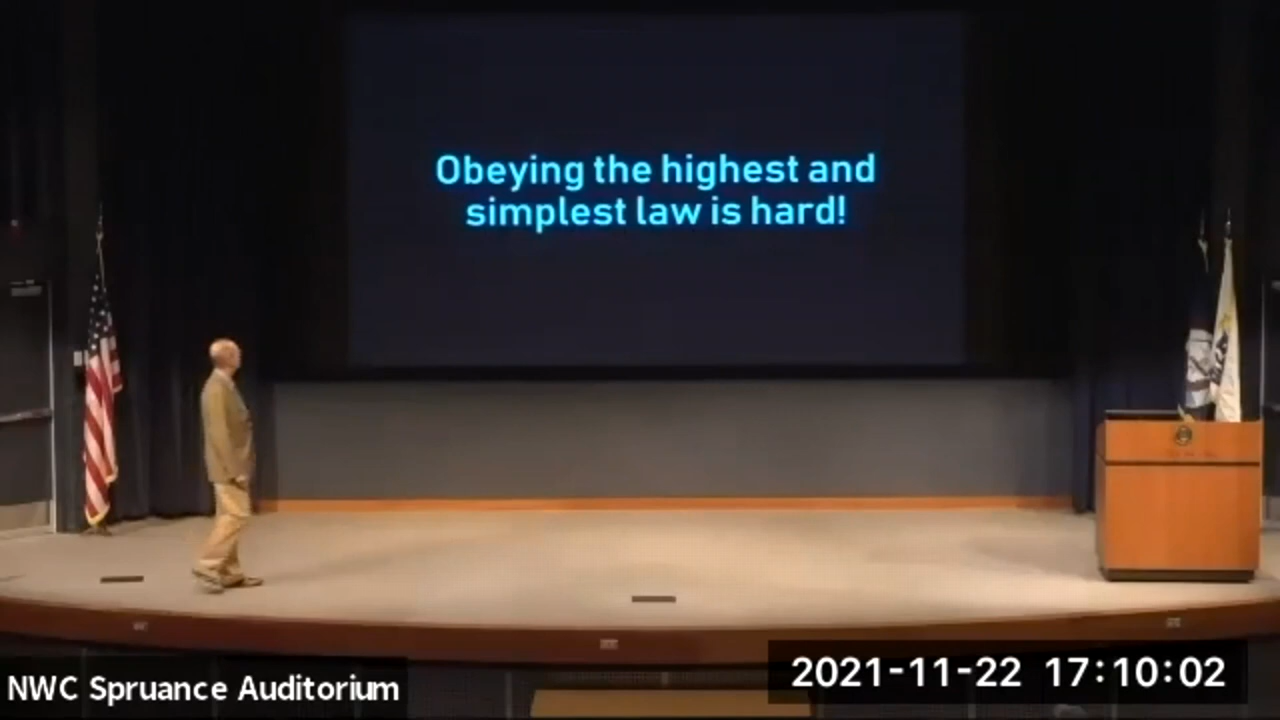 Obeying the highest and
simplest law is hard!
NWC Spruance Auditorium
2021-11-22 17:10:02